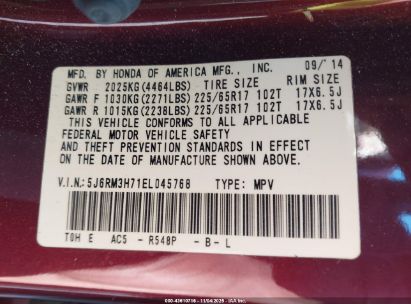 MFD. BY HONDA OF AMERICA MFG., INC. 09/14
GVWR 2025KG(4464LBS) TIRE SIZE RIM SIZE
GAWR F 1030KG(2271LBS) 225/65R17 102T 17X6.5J
GAWR R 1015KG(2238LBS) 225/65R17 102T 17X6.5J
THIS VEHICLE CONFORMS TO ALL APPLICABLE
FEDERAL MOTOR VEHICLE SAFETY
AND THEFT PREVENTION STANDARDS IN EFFECT
ON THE DATE OF MANUFACTURE SHOWN ABOVE.
V.I.N.:5J6RM3H71EL045768 TYPE: MPV
TOH E AC5 - R548P - B - L